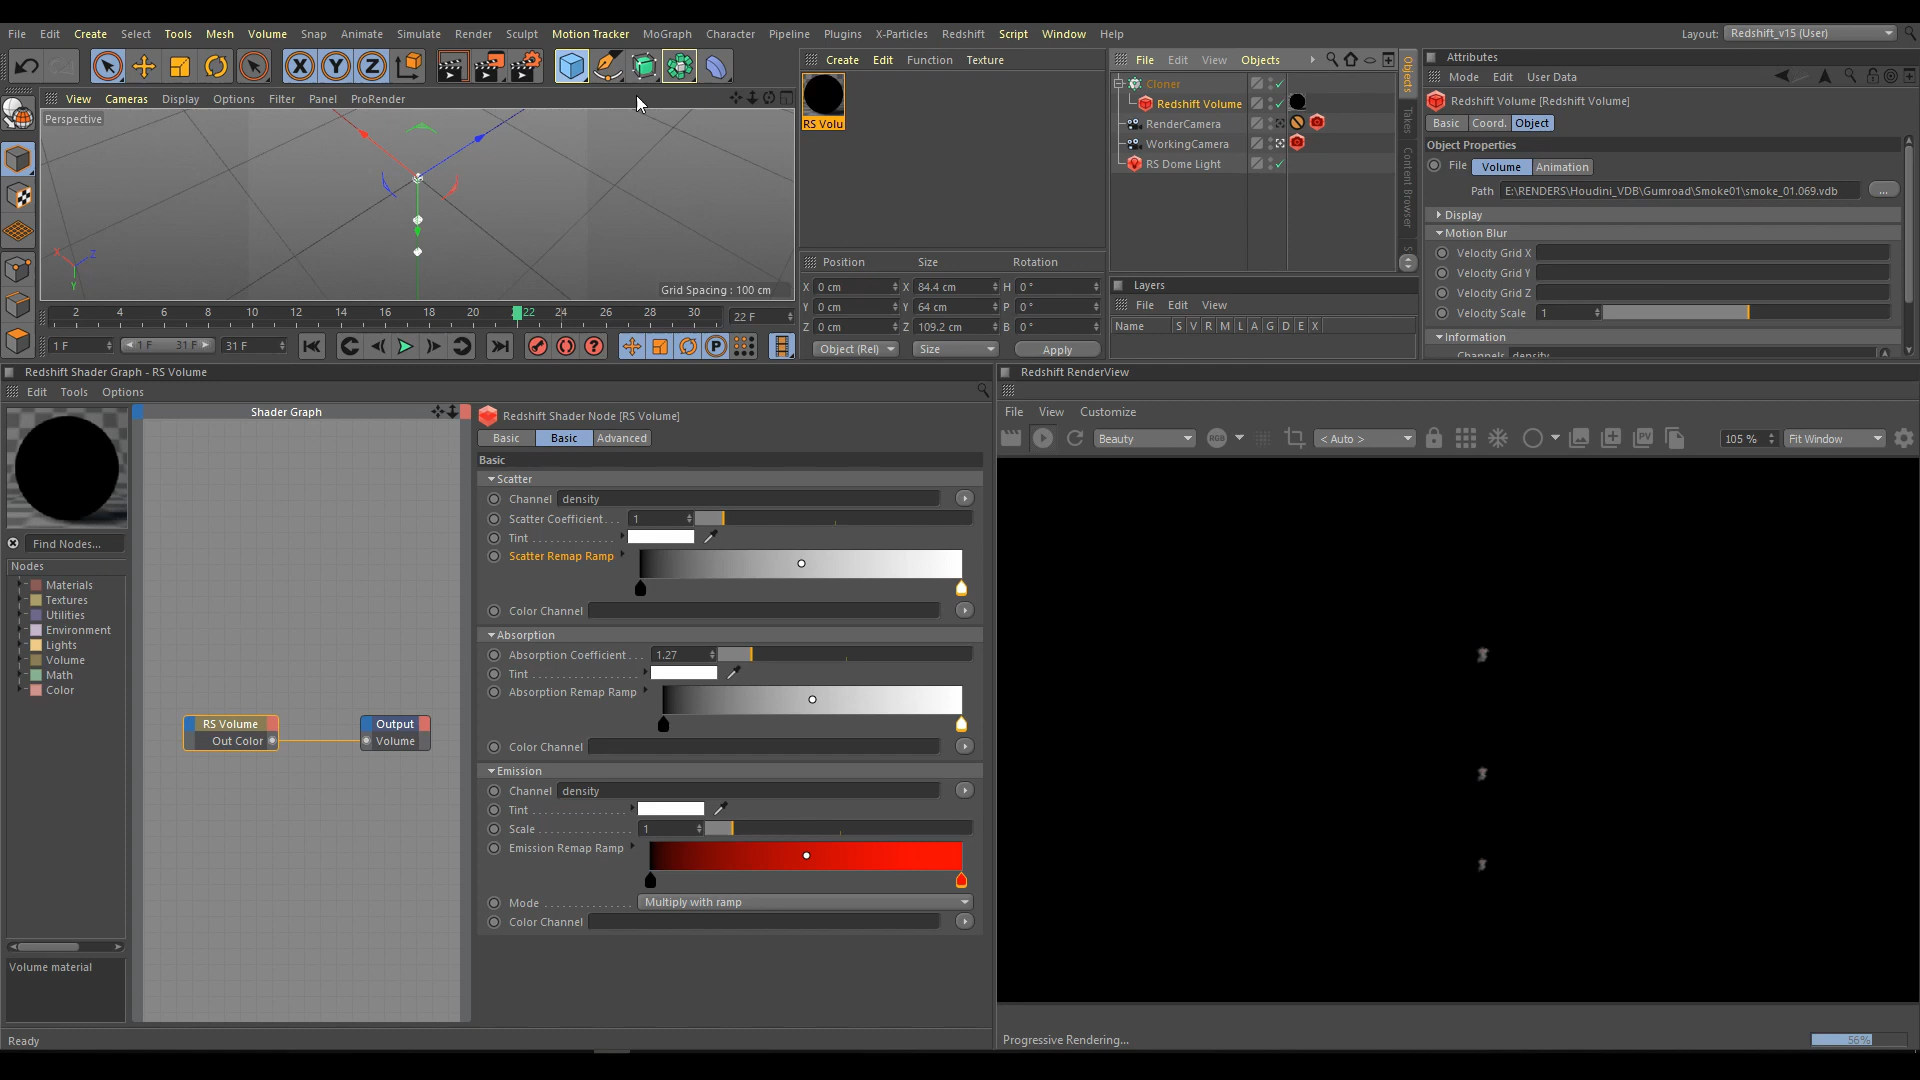 File Edit Create Select Tools Mesh Volume Snap Animate Simulate Render Sculpt Motion Tracker MoGraph Character Pipeline Plugins X-Particles Redshift Script Window Help
Layout: Redshift_v15 (User)
X Y Z
View Cameras Display Options Filter Panel ProRender
Perspective
X Z
Y
Grid Spacing : 100 cm
2 4 6 8 10 12 14 16 18 20 22 24 26 28 30
22 F
1 F
1 F 31 F
31 F
P
Create Edit Function Texture
RS Volu
Position Size Rotation
X 0 cm X 84.4 cm H 0 °
Y 0 cm Y 64 cm P 0 °
Z 0 cm Z 109.2 cm B 0 °
Object (Rel) Size Apply
File Edit View Objects
Cloner
Redshift Volume
RenderCamera
WorkingCamera
RS Dome Light
Objects
Takes
Content Browser
Layers
File Edit View
Name S V R M L A G D E X
Attributes
Mode Edit User Data
Redshift Volume [Redshift Volume]
Basic Coord. Object
Object Properties
File Volume Animation
Path E:\RENDERS\Houdini_VDB\Gumroad\Smoke01\smoke_01.069.vdb ...
Display
Motion Blur
Velocity Grid X
Velocity Grid Y
Velocity Grid Z
Velocity Scale 1
Information
Channels density
Redshift Shader Graph - RS Volume
Edit Tools Options
Shader Graph
Find Nodes...
Nodes
Materials
Textures
Utilities
Environment
Lights
Volume
Math
Color
Volume material
RS Volume
Out Color
Output
Volume
Redshift Shader Node [RS Volume]
Basic Basic Advanced
Basic
Scatter
Channel density
Scatter Coefficient . . . 1
Tint
Scatter Remap Ramp
Color Channel
Absorption
Absorption Coefficient . . . 1.27
Tint
Absorption Remap Ramp
Color Channel
Emission
Channel density
Tint
Scale 1
Emission Remap Ramp
Mode Multiply with ramp
Color Channel
Redshift RenderView
File View Customize
Beauty RGB < Auto > PV 105 % Fit Window
Progressive Rendering...
56%
Ready